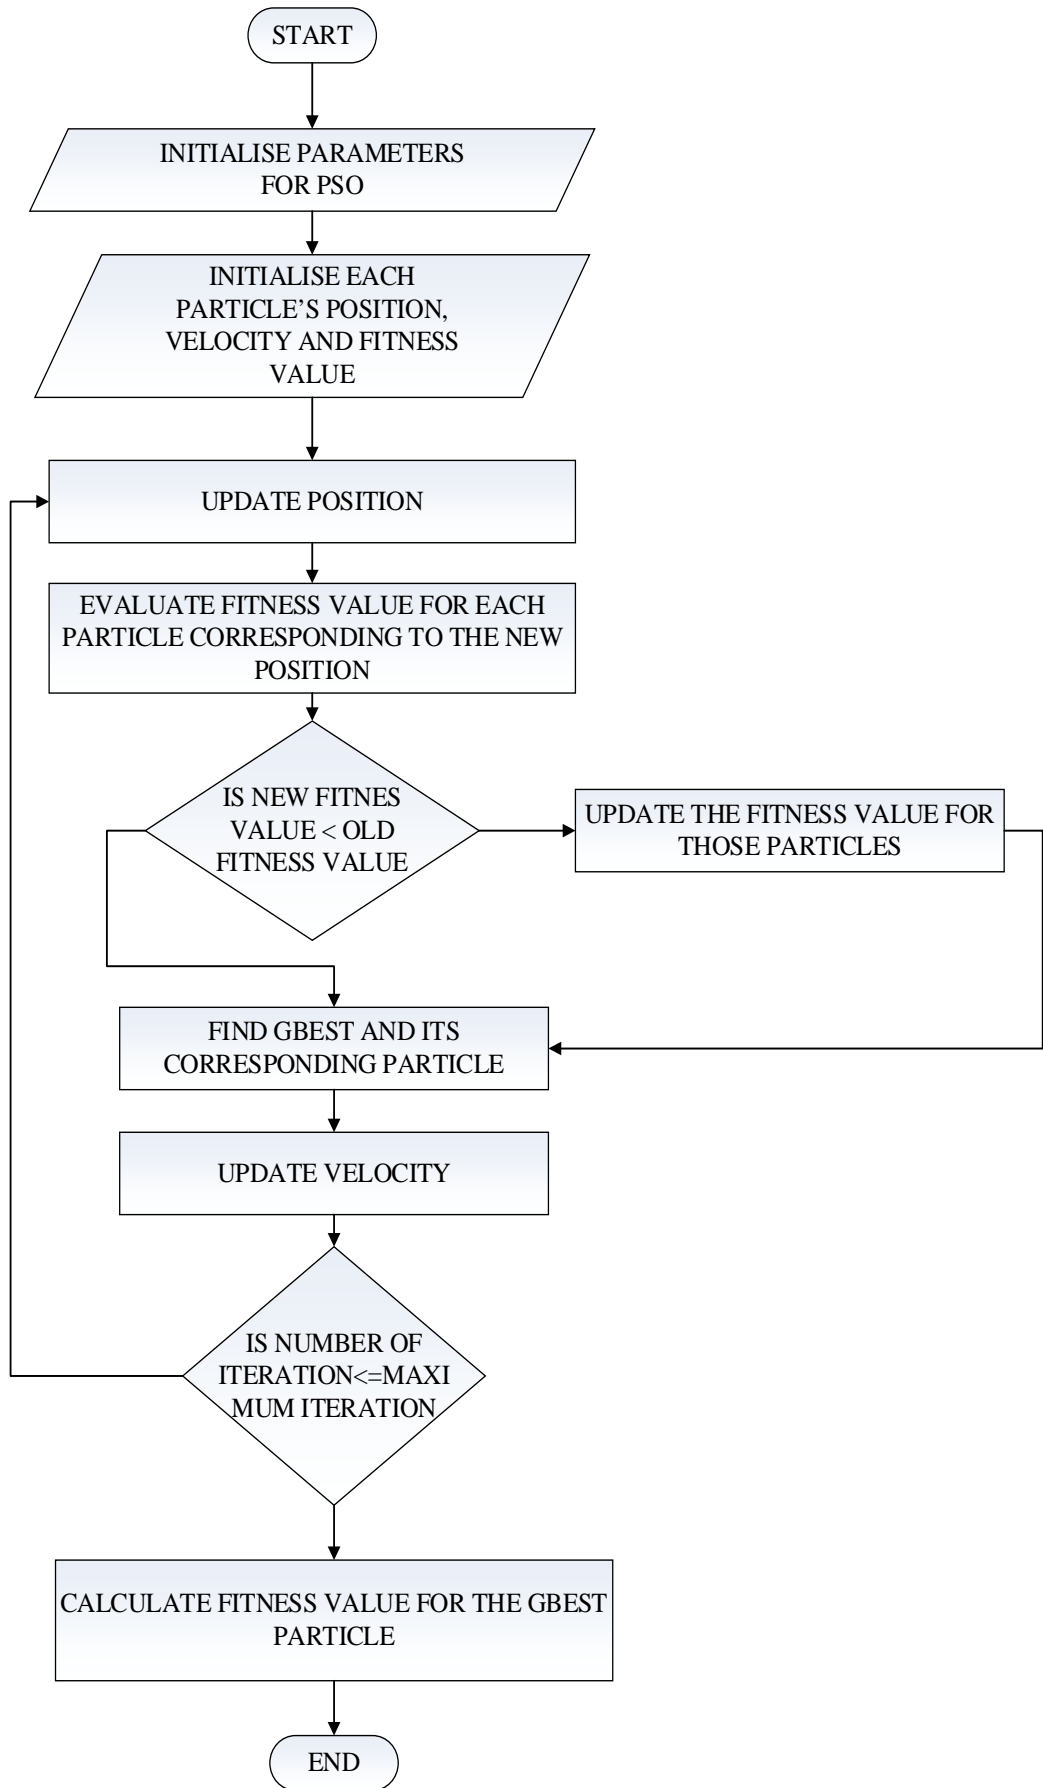 START
INITIALISE PARAMETERS
FOR PSO
INITIALISE EACH
PARTICLE’S POSITION,
VELOCITY AND FITNESS
VALUE
UPDATE POSITION
EVALUATE FITNESS VALUE FOR EACH
PARTICLE CORRESPONDING TO THE NEW
POSITION
IS NEW FITNES
VALUE < OLD
FITNESS VALUE
UPDATE THE FITNESS VALUE FOR
THOSE PARTICLES
FIND GBEST AND ITS
CORRESPONDING PARTICLE
UPDATE VELOCITY
IS NUMBER OF
ITERATION<=MAXI
MUM ITERATION
CALCULATE FITNESS VALUE FOR THE GBEST
PARTICLE
END